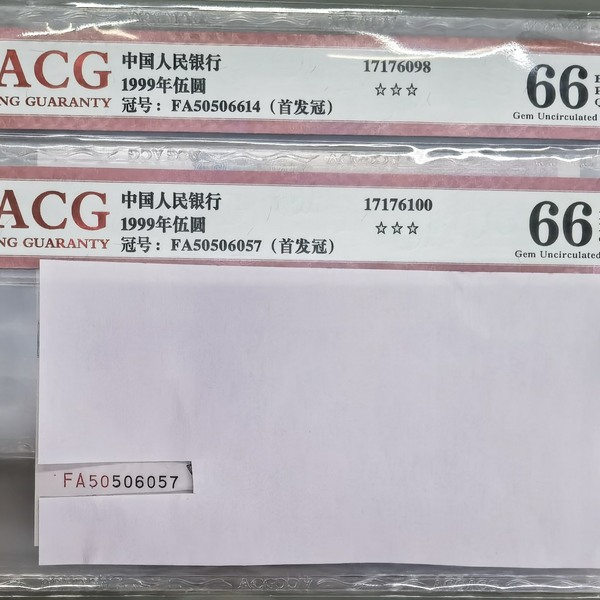 ACG
NG GUARANTY
中国人民银行
1999年伍圆
冠号：FA50506614（首发冠）
17176098
☆☆☆
66
Gem Uncirculated
ACG
NG GUARANTY
中国人民银行
1999年伍圆
冠号：FA50506057（首发冠）
17176100
☆☆☆
66
Gem Uncirculated
FA50506057